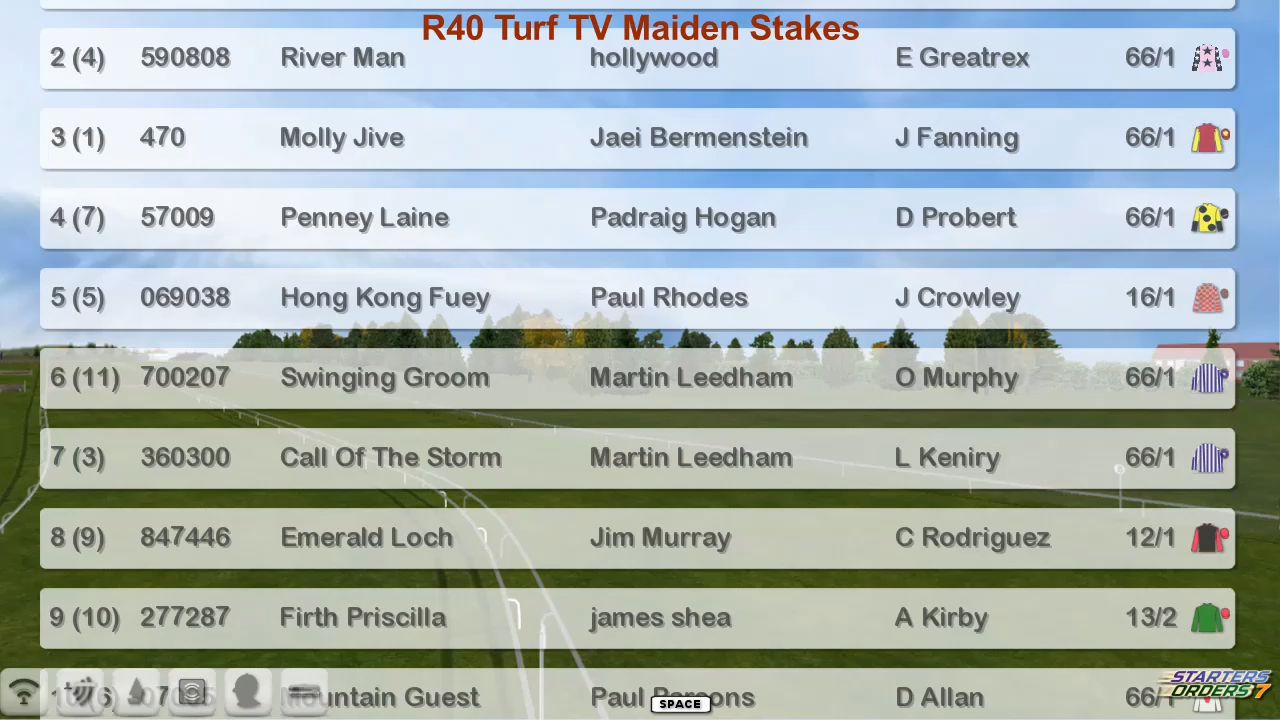 R40 Turf TV Maiden Stakes
2 (4) 590808 River Man hollywood E Greatrex 66/1
3 (1) 470 Molly Jive Jaei Bermenstein J Fanning 66/1
4 (7) 57009 Penney Laine Padraig Hogan D Probert 66/1
5 (5) 069038 Hong Kong Fuey Paul Rhodes J Crowley 16/1
6 (11) 700207 Swinging Groom Martin Leedham O Murphy 66/1
7 (3) 360300 Call Of The Storm Martin Leedham L Keniry 66/1
8 (9) 847446 Emerald Loch Jim Murray C Rodriguez 12/1
9 (10) 277287 Firth Priscilla james shea A Kirby 13/2
Mountain Guest Paul Parsons D Allan
SPACE
STARTERS ORDERS 7